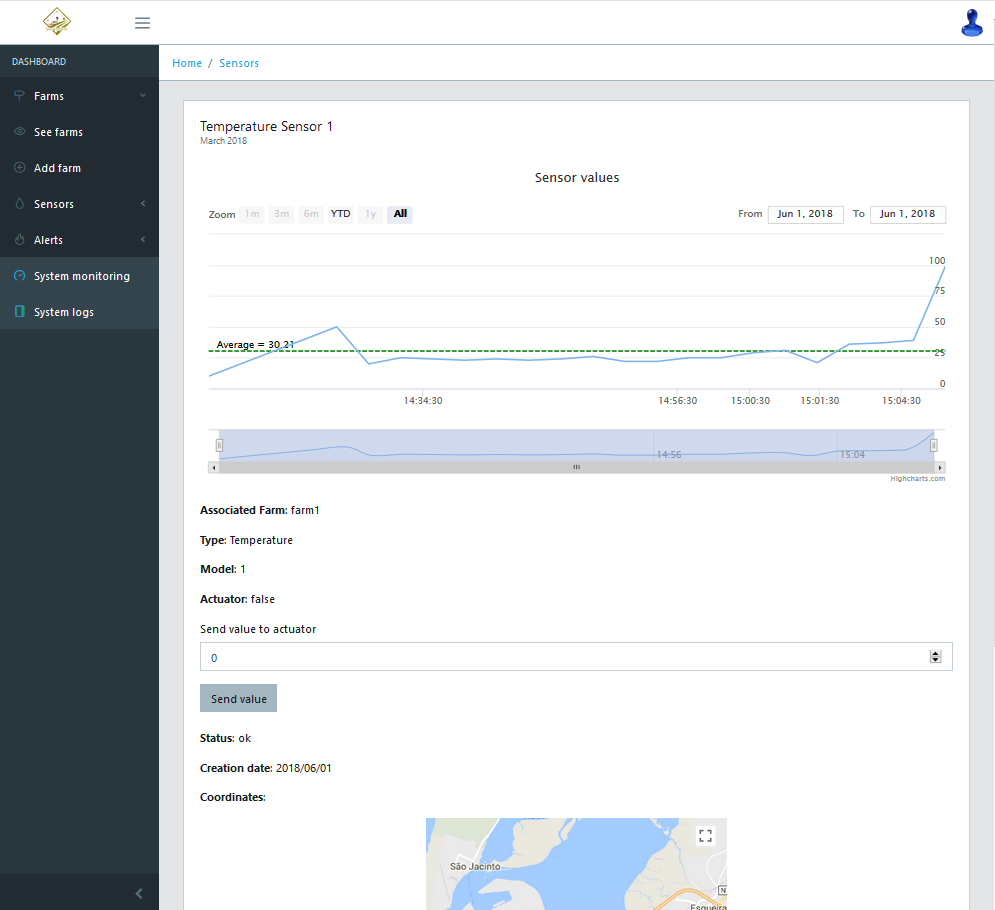 DASHBOARD
Farms
See farms
Add farm
Sensors
Alerts
System monitoring
System logs
Home / Sensors
Temperature Sensor 1
March 2018
Sensor values
Zoom 1m 3m 6m YTD 1y All
From Jun 1, 2018 To Jun 1, 2018
100
75
50
Average = 30,21
25
0
14:34:30 14:56:30 15:00:30 15:01:30 15:04:30
14:56 15:04
Highcharts.com
Associated Farm: farm1
Type: Temperature
Model: 1
Actuator: false
Send value to actuator
0
Send value
Status: ok
Creation date: 2018/06/01
Coordinates:
São Jacinto
N
Esgueira